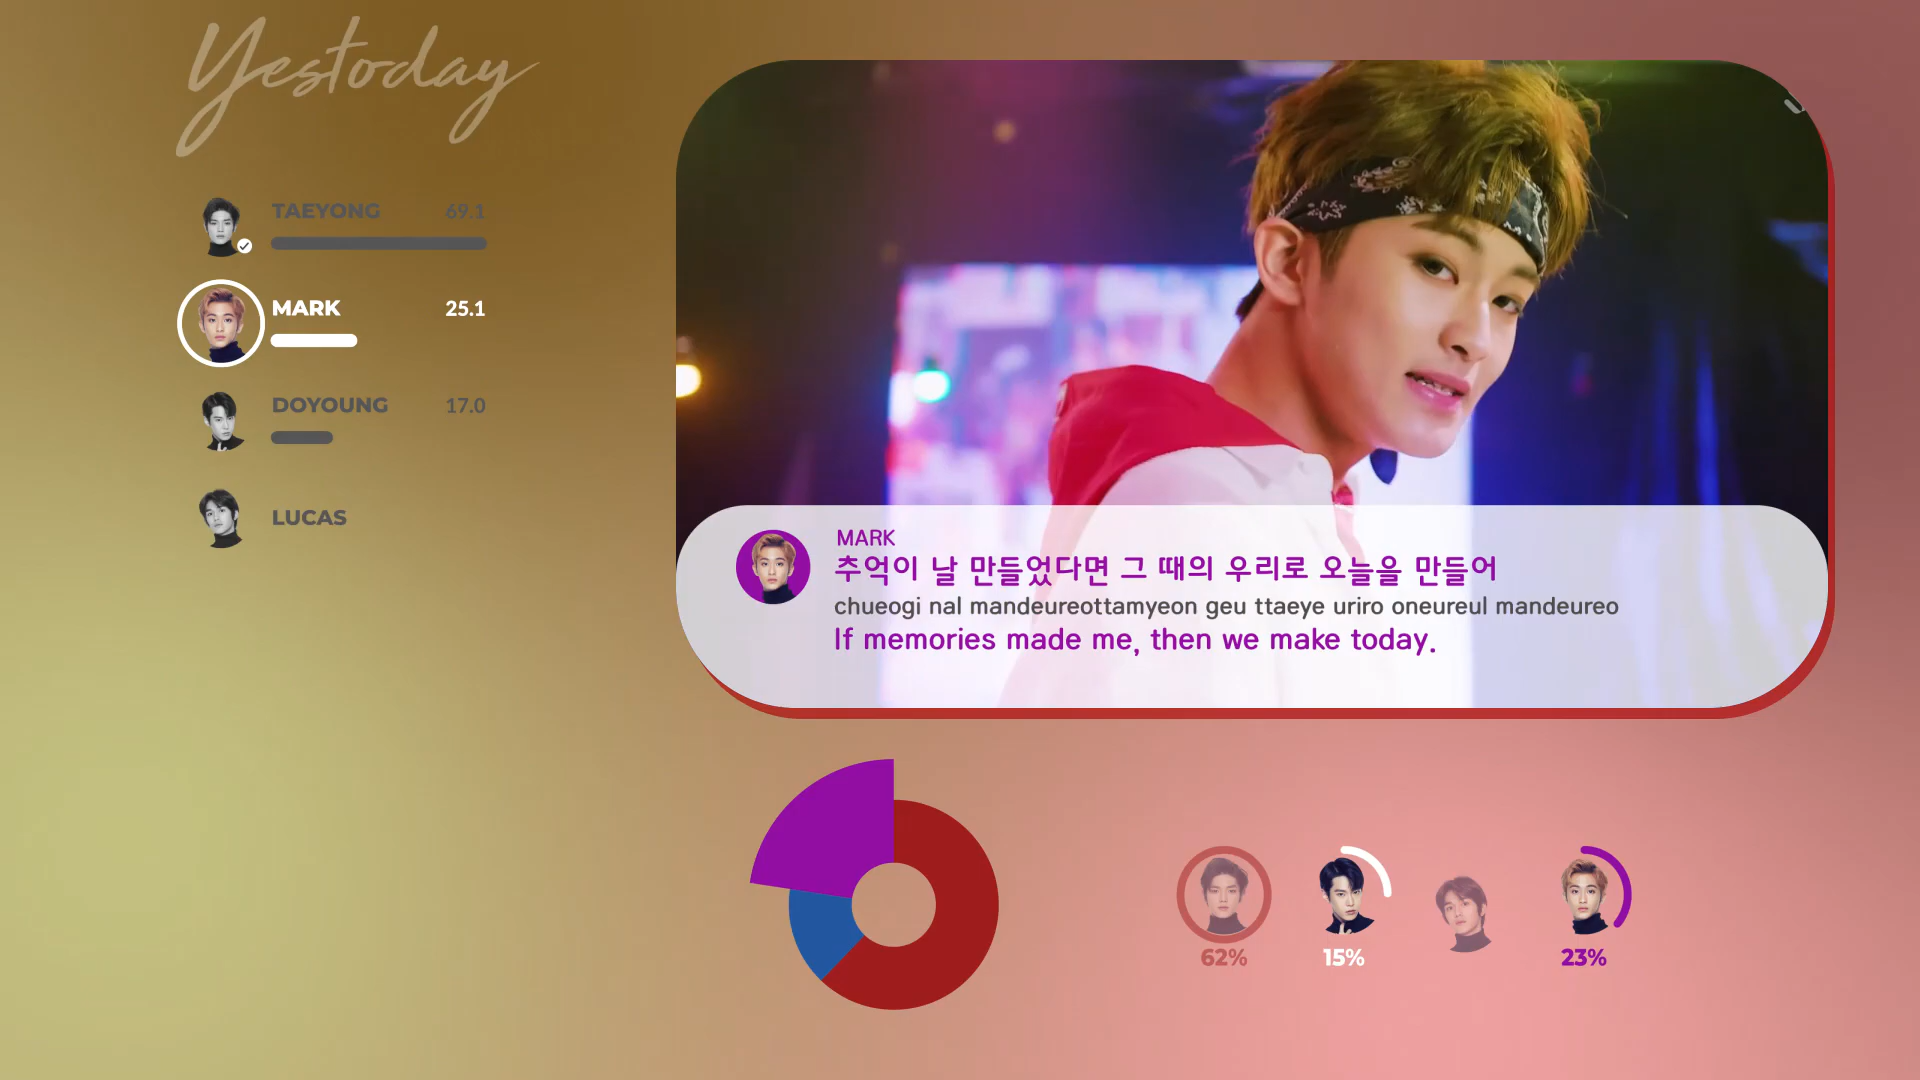 Yestoday
TAEYONG 69.1
MARK 25.1
DOYOUNG 17.0
LUCAS
MARK
추억이 날 만들었다면 그 때의 우리로 오늘을 만들어
chueogi nal mandeureottamyeon geu ttaeye uriro oneureul mandeureo
If memories made me, then we make today.
62% 15% 23%